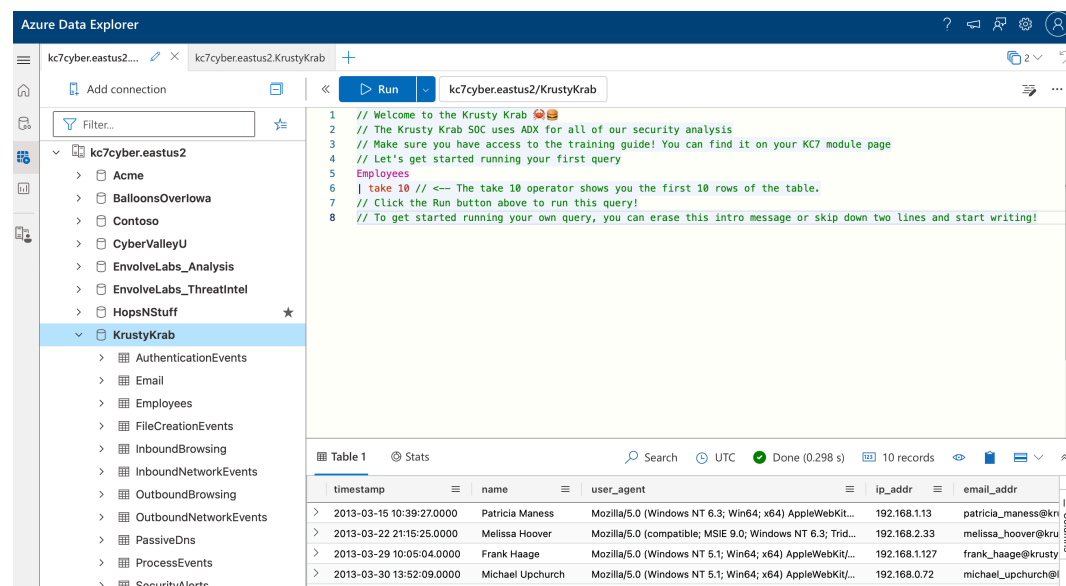 Azure Data Explorer
kc7cyber.eastus2....
kc7cyber.eastus2.KrustyKrab
2
Add connection
Run
kc7cyber.eastus2/KrustyKrab
Filter...
kc7cyber.eastus2
Acme
BalloonsOverIowa
Contoso
CyberValleyU
EnvolveLabs_Analysis
EnvolveLabs_ThreatIntel
HopsNStuff
KrustyKrab
AuthenticationEvents
Email
Employees
FileCreationEvents
InboundBrowsing
InboundNetworkEvents
OutboundBrowsing
OutboundNetworkEvents
PassiveDns
ProcessEvents
SecurityAlerts
1 // Welcome to the Krusty Krab 🦀🍔
2 // The Krusty Krab SOC uses ADX for all of our security analysis
3 // Make sure you have access to the training guide! You can find it on your KC7 module page
4 // Let's get started running your first query
5 Employees
6 | take 10 // <-- The take 10 operator shows you the first 10 rows of the table.
7 // Click the Run button above to run this query!
8 // To get started running your own query, you can erase this intro message or skip down two lines and start writing!
Table 1 Stats Search UTC Done (0.298 s) 123 10 records
timestamp name user_agent ip_addr email_addr
2013-03-15 10:39:27.0000 Patricia Maness Mozilla/5.0 (Windows NT 6.3; Win64; x64) AppleWebKit... 192.168.1.13 patricia_maness@kru
2013-03-22 21:15:25.0000 Melissa Hoover Mozilla/5.0 (compatible; MSIE 9.0; Windows NT 6.3; Trid... 192.168.2.33 melissa_hoover@kru
2013-03-29 10:05:04.0000 Frank Haage Mozilla/5.0 (Windows NT 5.1; Win64; x64) AppleWebKit/... 192.168.1.127 frank_haage@krusty
2013-03-30 13:52:09.0000 Michael Upchurch Mozilla/5.0 (Windows NT 5.1; Win64; x64) AppleWebKit/... 192.168.0.72 michael_upchurch@